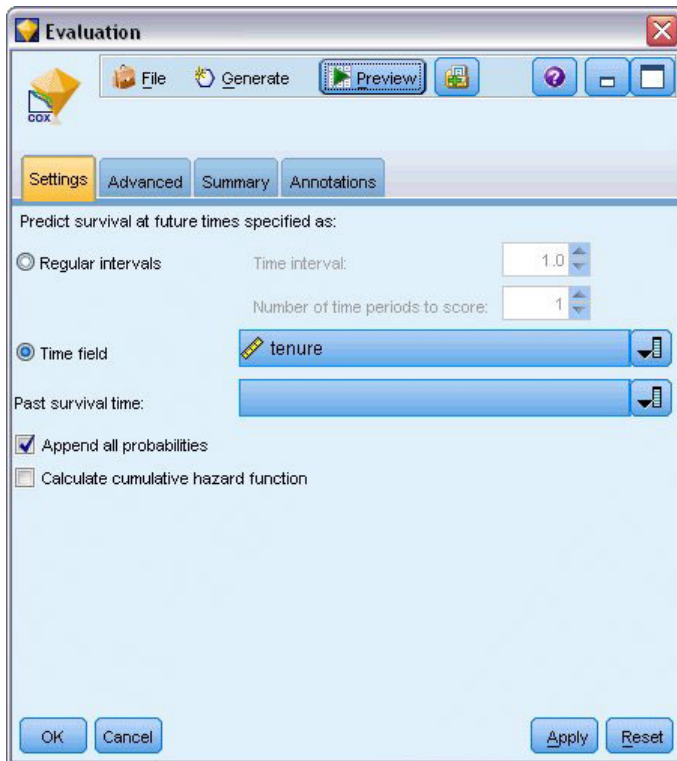 Evaluation
File Generate Preview
cox
Settings Advanced Summary Annotations
Predict survival at future times specified as:
Regular intervals Time interval: 1.0
Number of time periods to score: 1
Time field tenure
Past survival time:
Append all probabilities
Calculate cumulative hazard function
OK Cancel Apply Reset